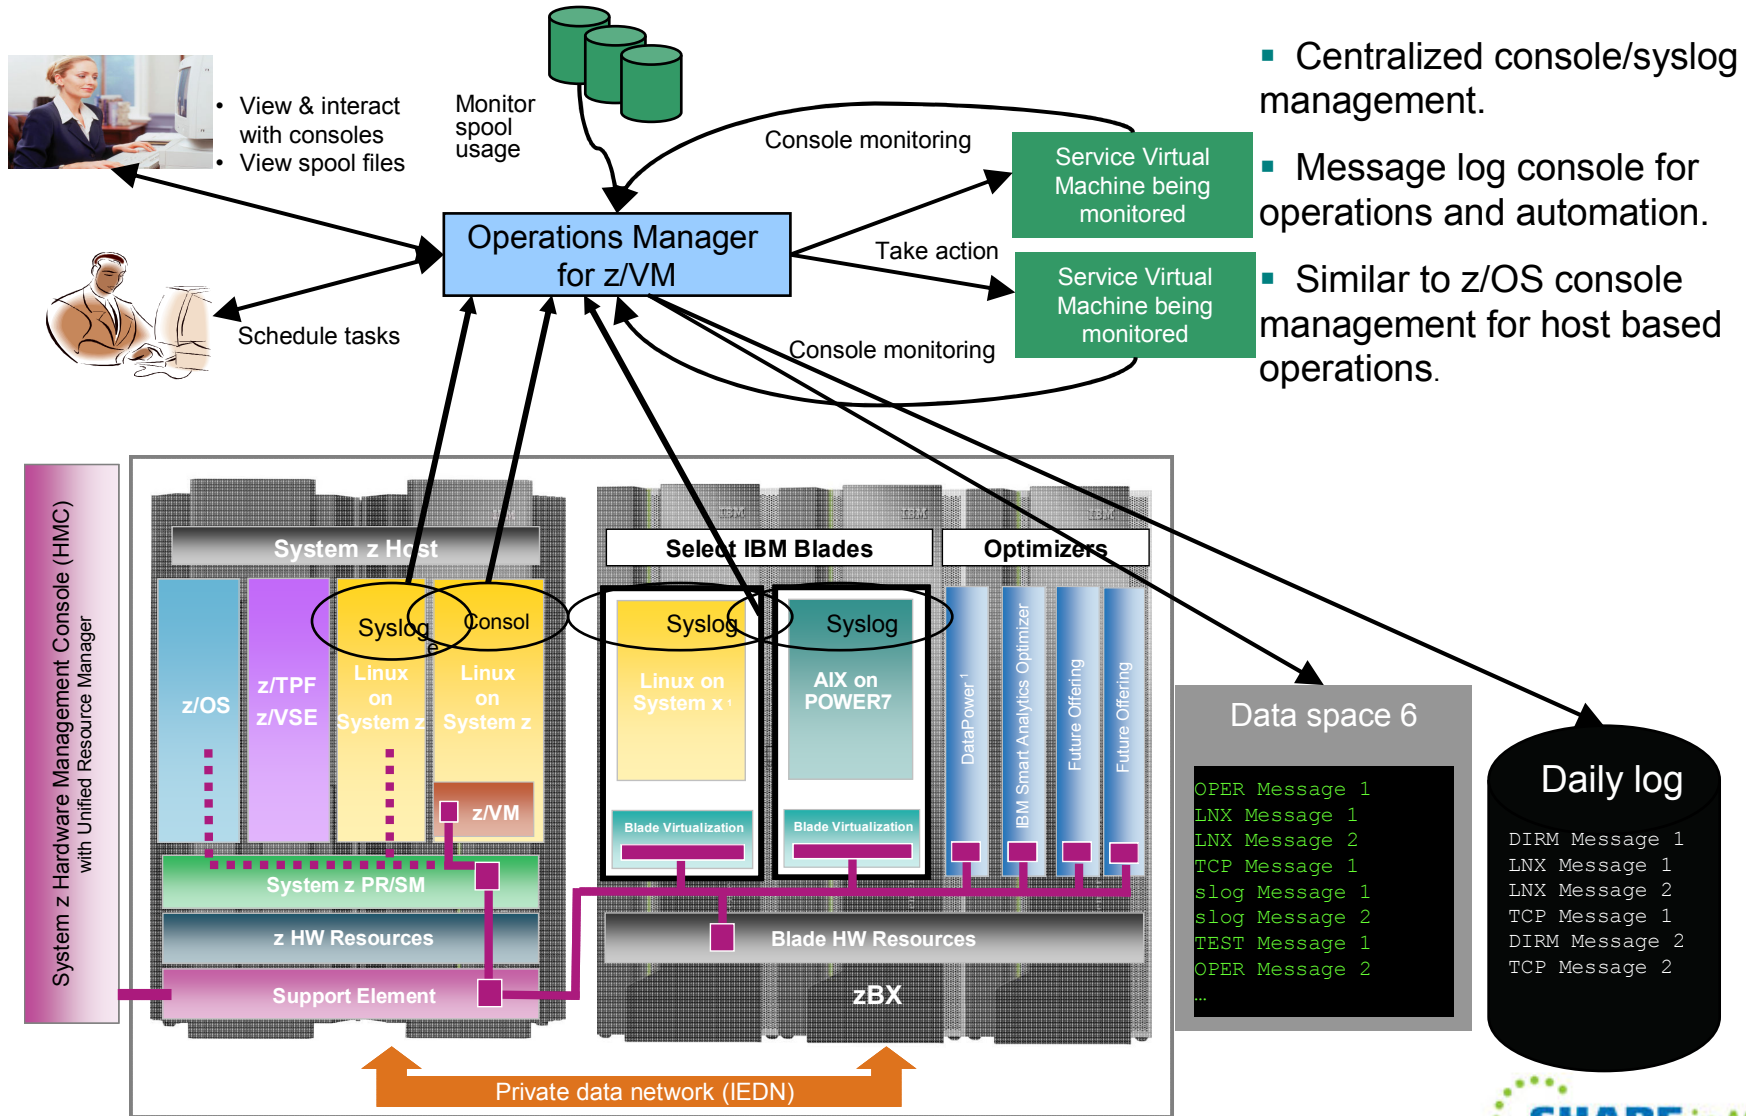 • View & interact
with consoles
• View spool files
Monitor
spool
usage
Console monitoring
Service Virtual
Machine being
monitored
Operations Manager
for z/VM
Take action
Service Virtual
Machine being
monitored
Console monitoring
Schedule tasks
▪ Centralized console/syslog
management.
▪ Message log console for
operations and automation.
▪ Similar to z/OS console
management for host based
operations.
System z Hardware Management Console (HMC)
with Unified Resource Manager
IBM
IBM
IBM
IBM
System z Host
Select IBM Blades
Optimizers
Syslog
Consol
e
Syslog
Syslog
z/OS
z/TPF
z/VSE
Linux
on
System z
Linux
on
System z
z/VM
Linux on
System x 1
AIX on
POWER7
Blade Virtualization
Blade Virtualization
DataPower 1
IBM Smart Analytics Optimizer
Future Offering
Future Offering
System z PR/SM
z HW Resources
Support Element
Blade HW Resources
zBX
Private data network (IEDN)
Data space 6
OPER Message 1
LNX Message 1
LNX Message 2
TCP Message 1
slog Message 1
slog Message 2
TEST Message 1
OPER Message 2
...
Daily log
DIRM Message 1
LNX Message 1
LNX Message 2
TCP Message 1
DIRM Message 2
TCP Message 2